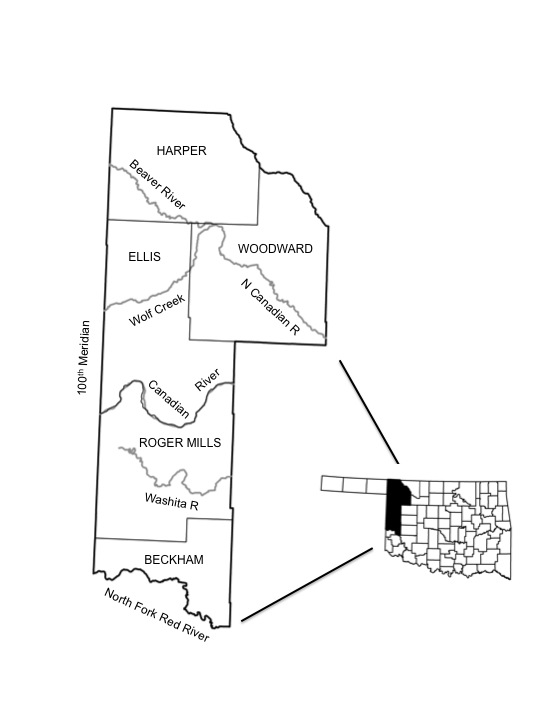 HARPER
Beaver River
WOODWARD
ELLIS
N Canadian R
Wolf Creek
100th Meridian
Canadian River
ROGER MILLS
Washita R
BECKHAM
North Fork Red River